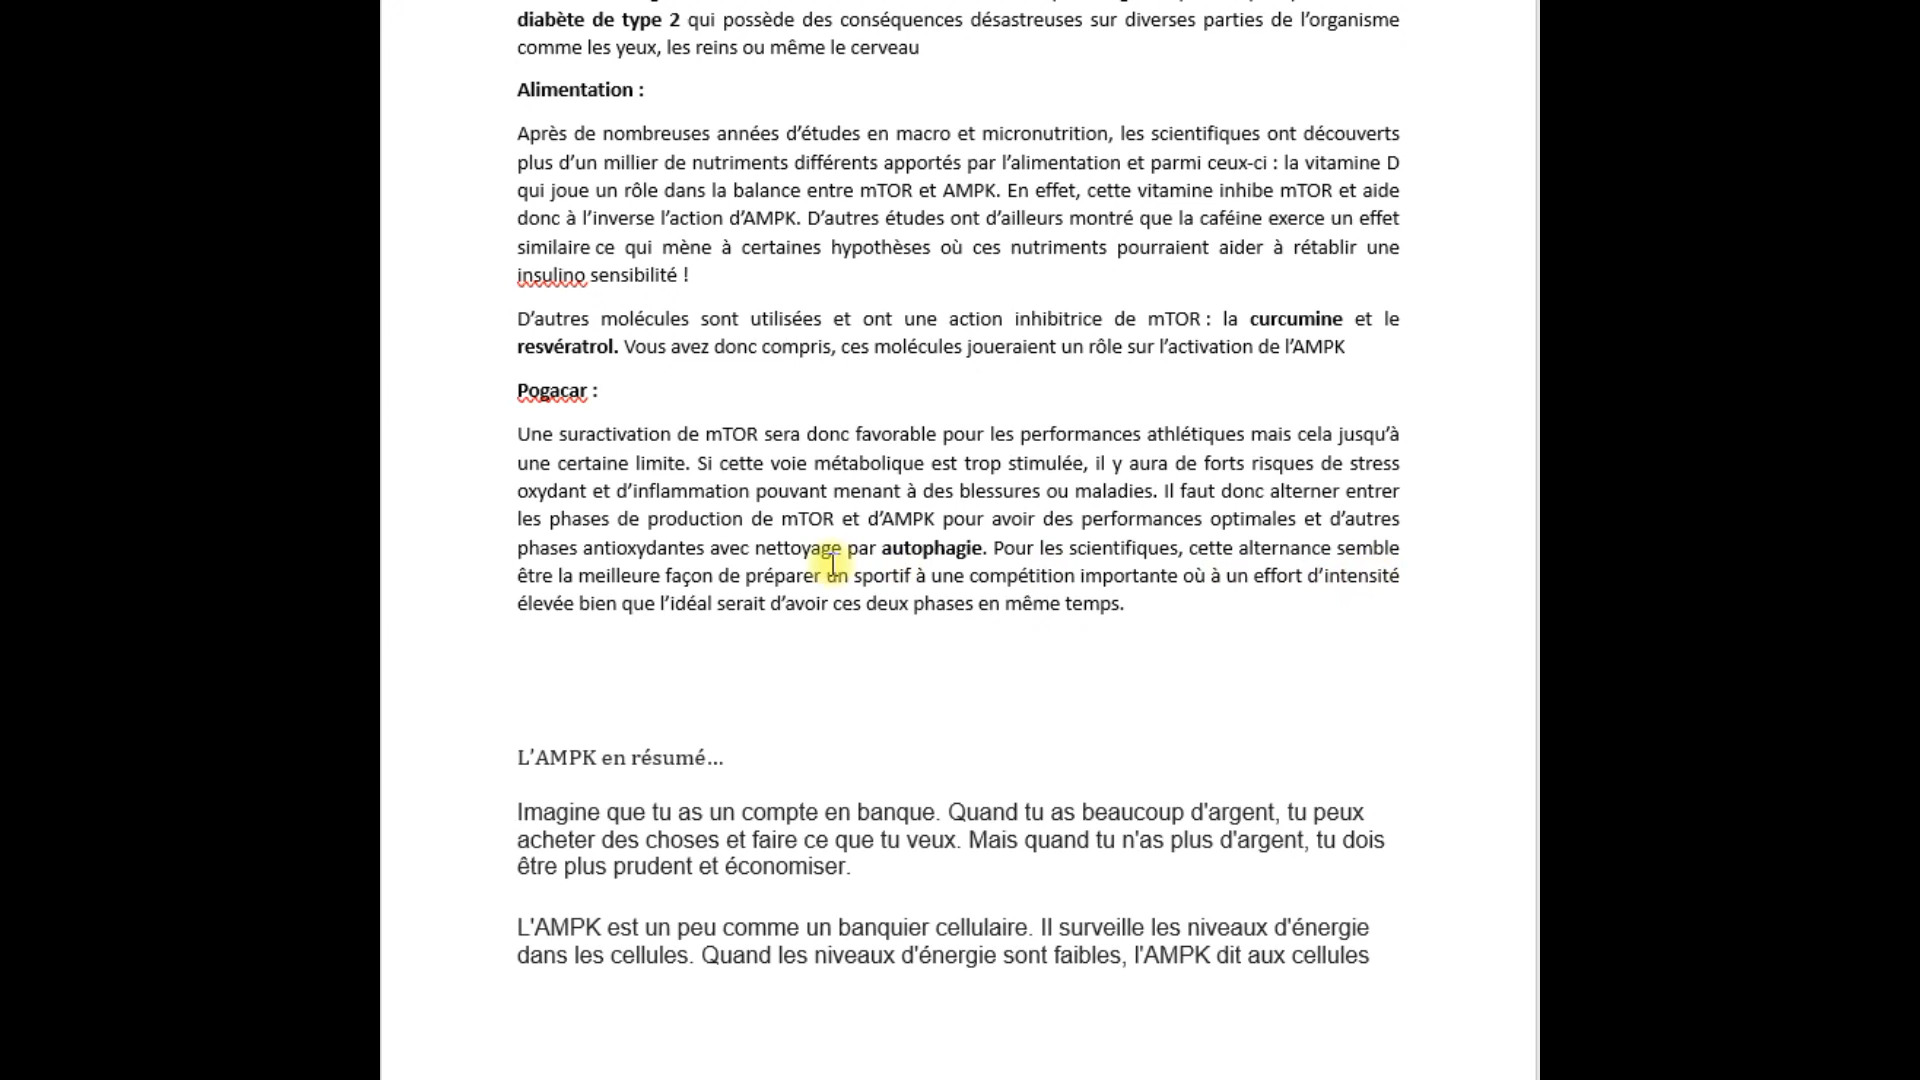 diabète de type 2 qui possède des conséquences désastreuses sur diverses parties de l’organisme
comme les yeux, les reins ou même le cerveau
Alimentation :
Après de nombreuses années d’études en macro et micronutrition, les scientifiques ont découverts
plus d’un millier de nutriments différents apportés par l’alimentation et parmi ceux-ci : la vitamine D
qui joue un rôle dans la balance entre mTOR et AMPK. En effet, cette vitamine inhibe mTOR et aide
donc à l’inverse l’action d’AMPK. D’autres études ont d’ailleurs montré que la caféine exerce un effet
similaire ce qui mène à certaines hypothèses où ces nutriments pourraient aider à rétablir une
insulino sensibilité !
D’autres molécules sont utilisées et ont une action inhibitrice de mTOR : la curcumine et le
resvératrol. Vous avez donc compris, ces molécules joueraient un rôle sur l’activation de l’AMPK
Pogacar :
Une suractivation de mTOR sera donc favorable pour les performances athlétiques mais cela jusqu’à
une certaine limite. Si cette voie métabolique est trop stimulée, il y aura de forts risques de stress
oxydant et d’inflammation pouvant menant à des blessures ou maladies. Il faut donc alterner entrer
les phases de production de mTOR et d’AMPK pour avoir des performances optimales et d’autres
phases antioxydantes avec nettoyage par autophagie. Pour les scientifiques, cette alternance semble
être la meilleure façon de préparer un sportif à une compétition importante où à un effort d’intensité
élevée bien que l’idéal serait d’avoir ces deux phases en même temps.
L’AMPK en résumé…
Imagine que tu as un compte en banque. Quand tu as beaucoup d'argent, tu peux
acheter des choses et faire ce que tu veux. Mais quand tu n'as plus d'argent, tu dois
être plus prudent et économiser.
L'AMPK est un peu comme un banquier cellulaire. Il surveille les niveaux d'énergie
dans les cellules. Quand les niveaux d'énergie sont faibles, l'AMPK dit aux cellules